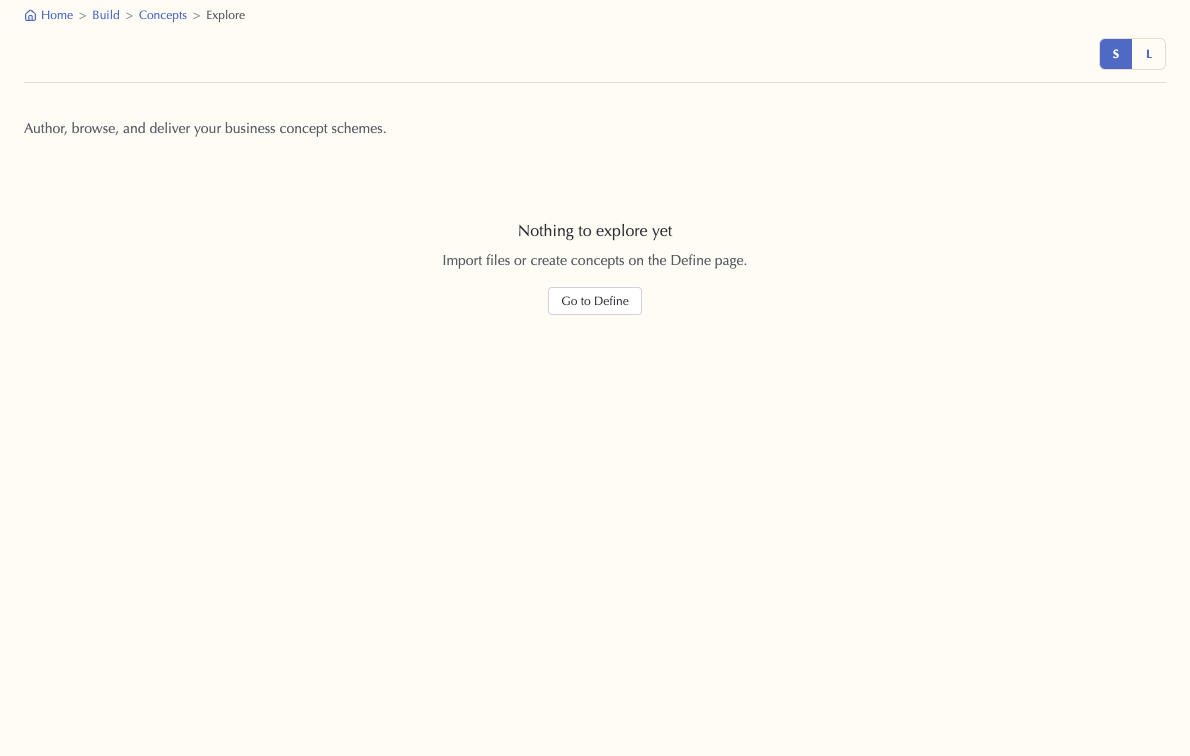 Home > Build > Concepts > Explore
S L
Author, browse, and deliver your business concept schemes.
Nothing to explore yet
Import files or create concepts on the Define page.
Go to Define